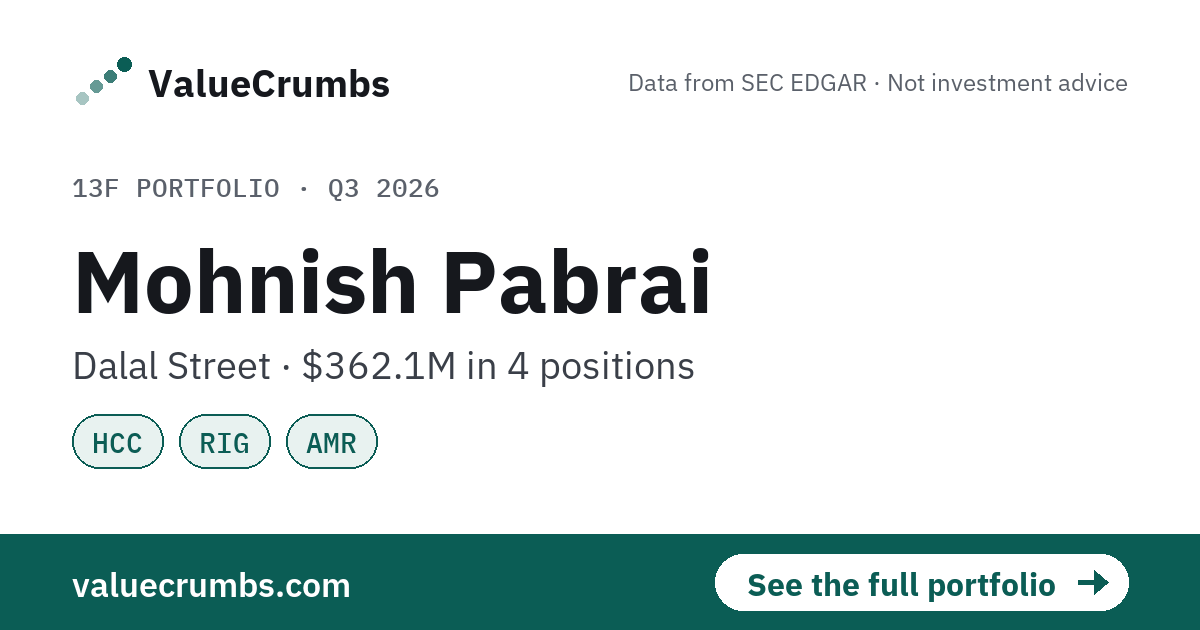 ValueCrumbs
Data from SEC EDGAR · Not investment advice
13F PORTFOLIO · Q3 2026
Mohnish Pabrai
Dalal Street · $362.1M in 4 positions
HCC RIG AMR
valuecrumbs.com
See the full portfolio →